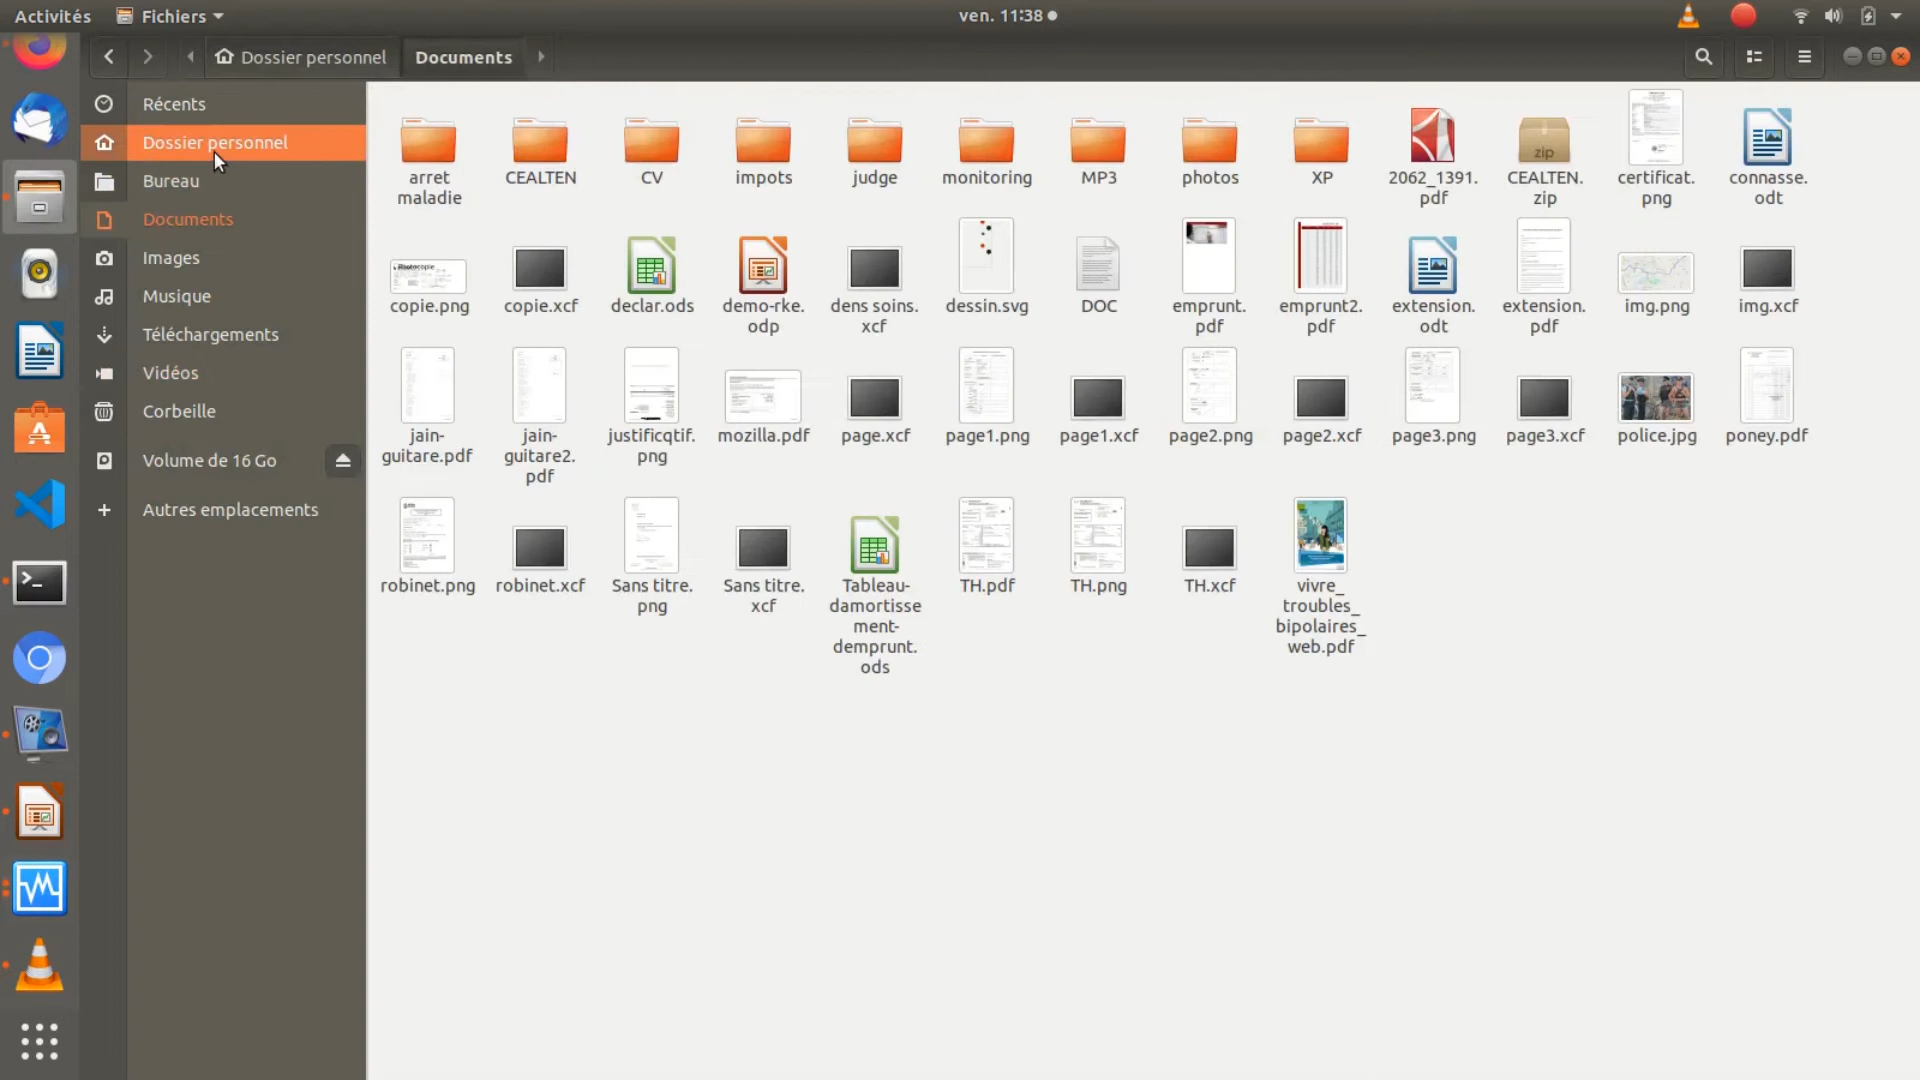 Activités
Fichiers
ven. 11:38
Dossier personnel
Documents
Récents
Dossier personnel
Bureau
Documents
Images
Musique
Téléchargements
Vidéos
Corbeille
Volume de 16 Go
Autres emplacements
arret
maladie
CEALTEN
CV
impots
judge
monitoring
MP3
photos
XP
2062_1391.
pdf
zip
CEALTEN.
zip
certificat.
png
connasse.
odt
Photocopie
copie.png
copie.xcf
declar.ods
demo-rke.
odp
dens soins.
xcf
dessin.svg
DOC
emprunt.
pdf
emprunt2.
pdf
extension.
odt
extension.
pdf
img.png
img.xcf
jain-
guitare.pdf
jain-
guitare2.
pdf
justificqtif.
png
mozilla.pdf
page.xcf
page1.png
page1.xcf
page2.png
page2.xcf
page3.png
page3.xcf
police.jpg
poney.pdf
robinet.png
robinet.xcf
Sans titre.
png
Sans titre.
xcf
Tableau-
damortisse
ment-
demprunt.
ods
TH.pdf
TH.png
TH.xcf
vivre_
troubles_
bipolaires_
web.pdf